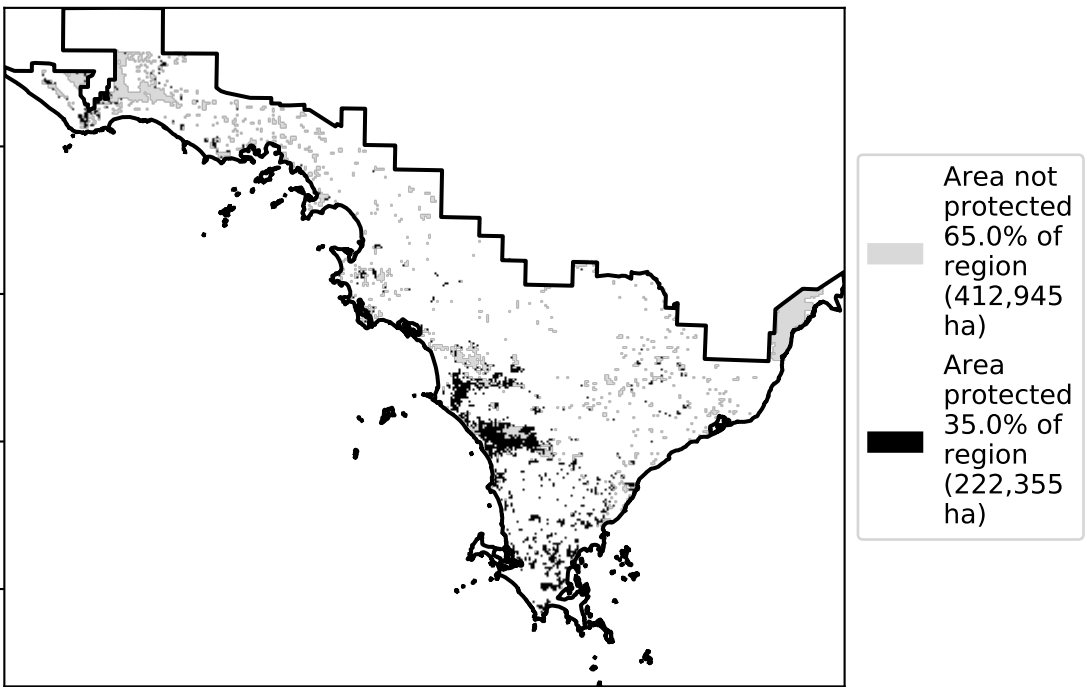 Area not
protected
65.0% of
region
(412,945
ha)
Area
protected
35.0% of
region
(222,355
ha)